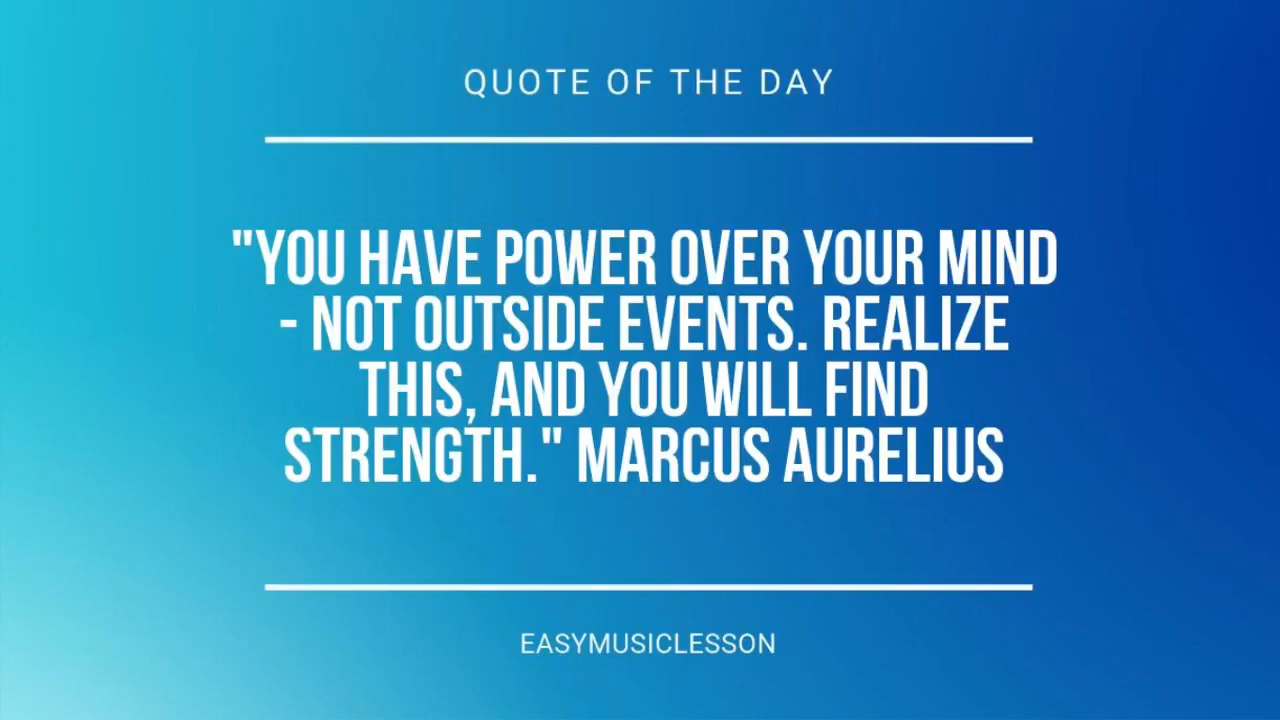 QUOTE OF THE DAY
"YOU HAVE POWER OVER YOUR MIND
- NOT OUTSIDE EVENTS. REALIZE
THIS, AND YOU WILL FIND
STRENGTH." MARCUS AURELIUS
EASYMUSICLESSON